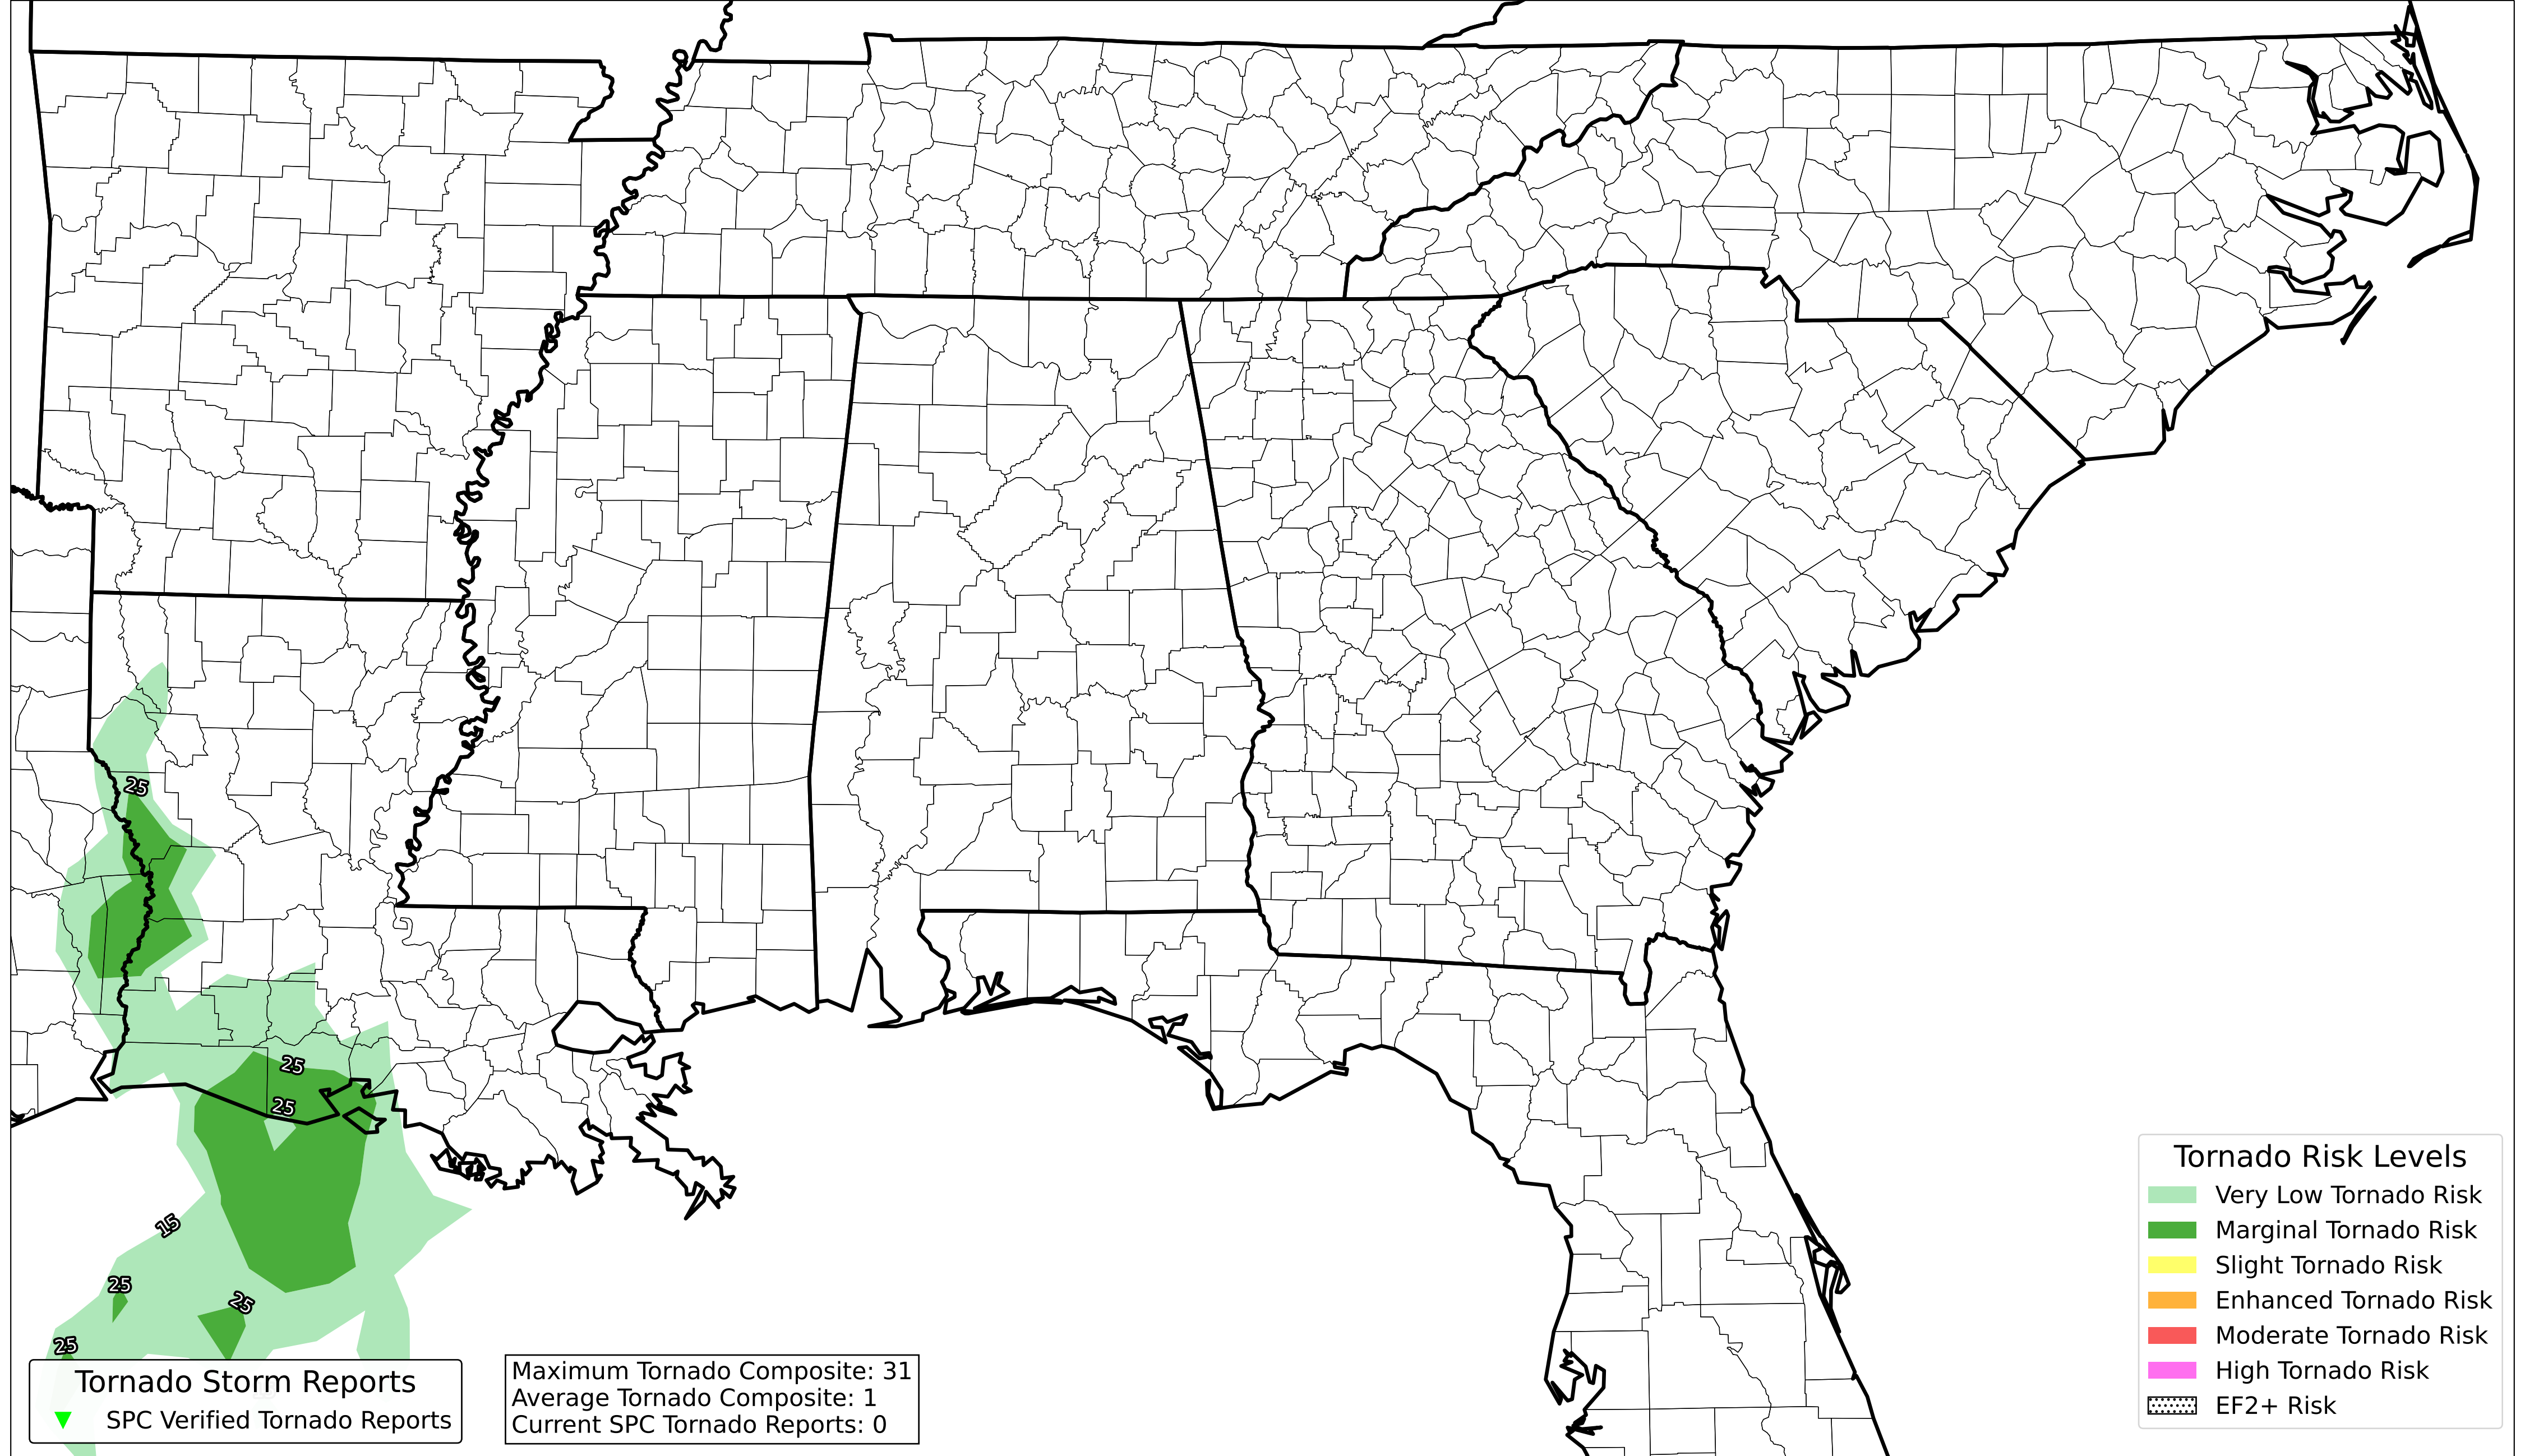 25
25
25
15
25
25
25
Tornado Storm Reports
SPC Verified Tornado Reports
Maximum Tornado Composite: 31
Average Tornado Composite: 1
Current SPC Tornado Reports: 0
Tornado Risk Levels
Very Low Tornado Risk
Marginal Tornado Risk
Slight Tornado Risk
Enhanced Tornado Risk
Moderate Tornado Risk
High Tornado Risk
EF2+ Risk